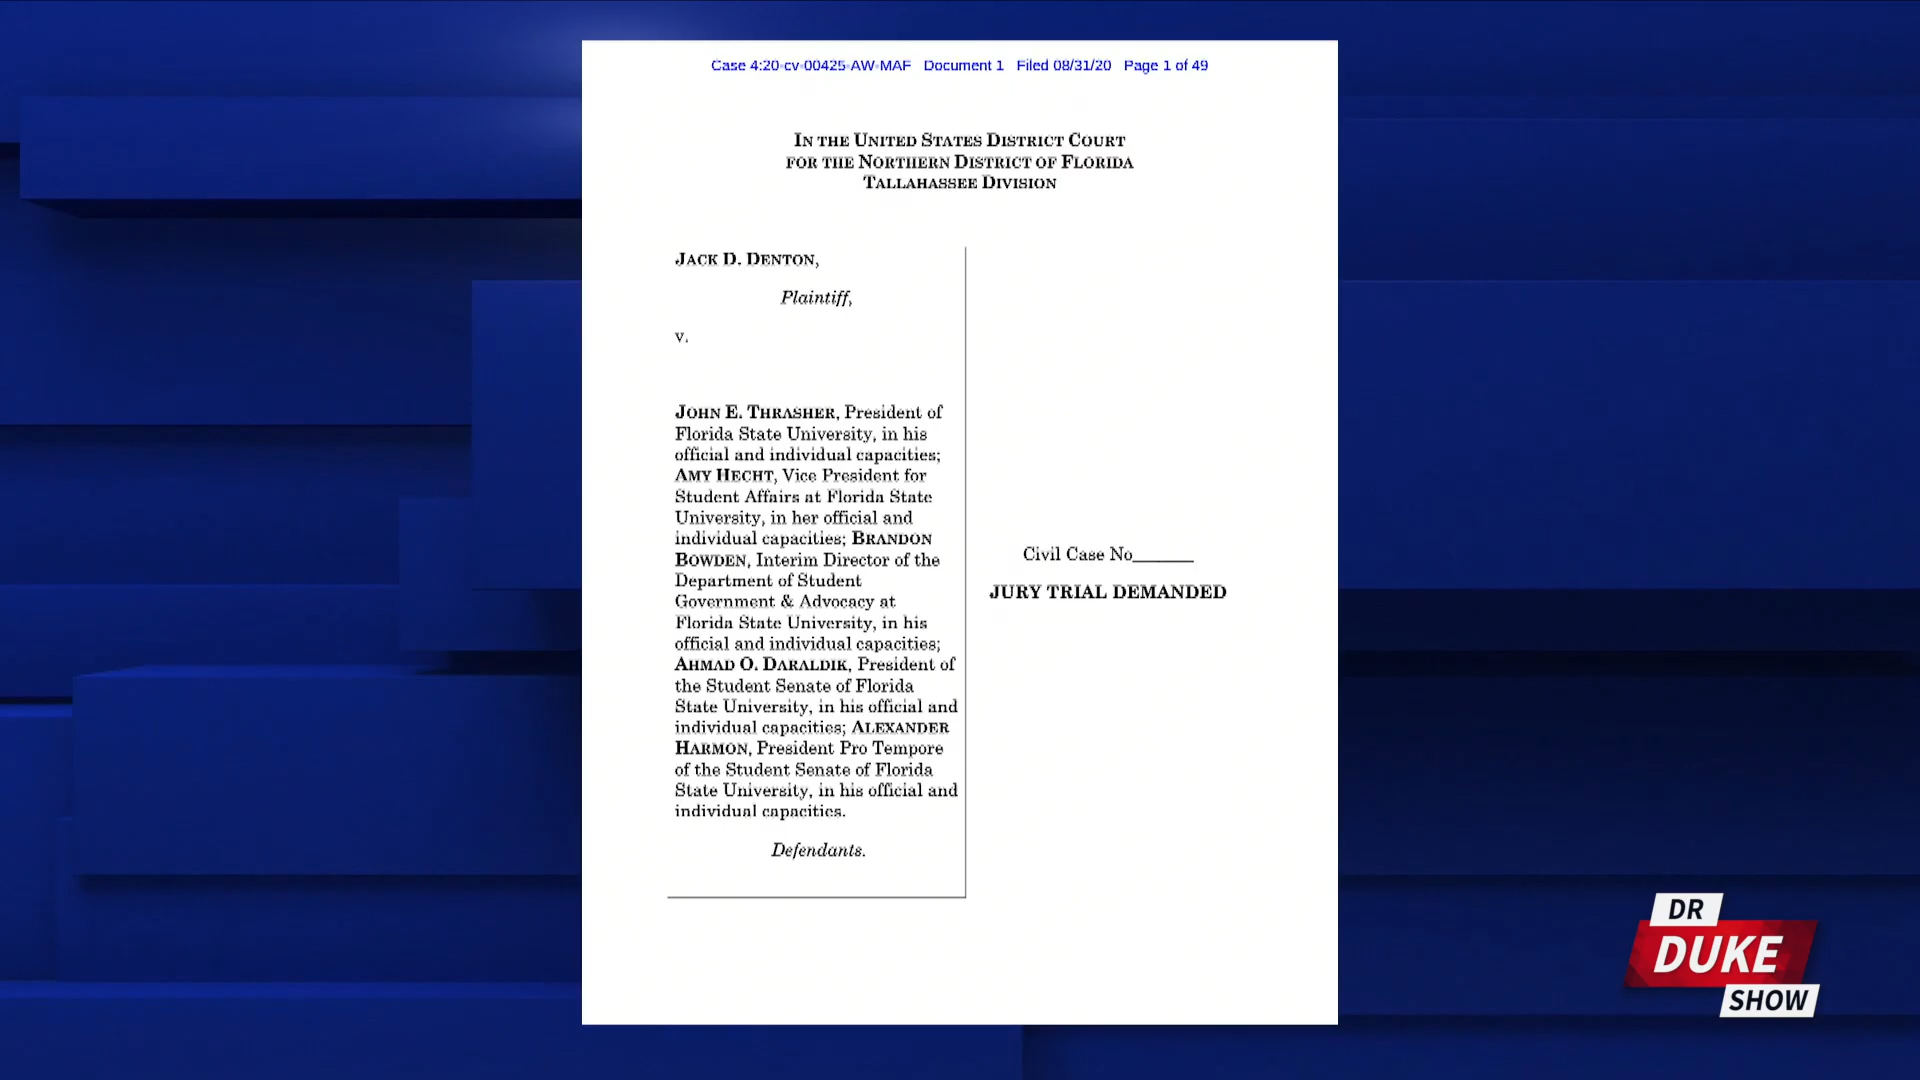 Case 4:20-cv-00425-AW-MAF Document 1 Filed 08/31/20 Page 1 of 49
IN THE UNITED STATES DISTRICT COURT
FOR THE NORTHERN DISTRICT OF FLORIDA
TALLAHASSEE DIVISION
JACK D. DENTON,
Plaintiff,
v.
JOHN E. THRASHER, President of
Florida State University, in his
official and individual capacities;
AMY HECHT, Vice President for
Student Affairs at Florida State
University, in her official and
individual capacities; BRANDON
BOWDEN, Interim Director of the
Department of Student
Government & Advocacy at
Florida State University, in his
official and individual capacities;
AHMAD O. DARALDIK, President of
the Student Senate of Florida
State University, in his official and
individual capacities; ALEXANDER
HARMON, President Pro Tempore
of the Student Senate of Florida
State University, in his official and
individual capacities.
Defendants.
Civil Case No______
JURY TRIAL DEMANDED
DR
DUKE
SHOW